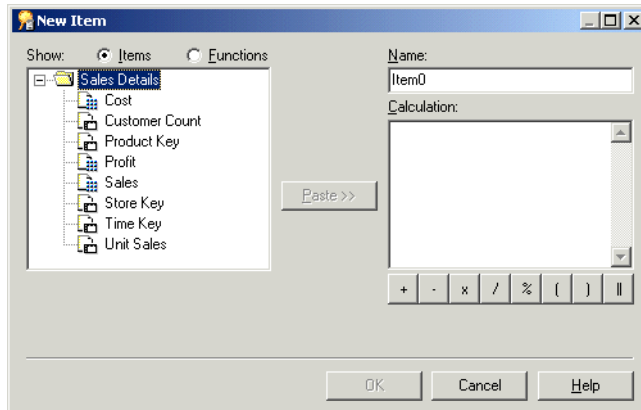 New Item
Show: Items Functions
Sales Details
Cost
Customer Count
Product Key
Profit
Sales
Store Key
Time Key
Unit Sales
Paste >>
Name:
Item0
Calculation:
+ - x / % ( ) ||
OK Cancel Help